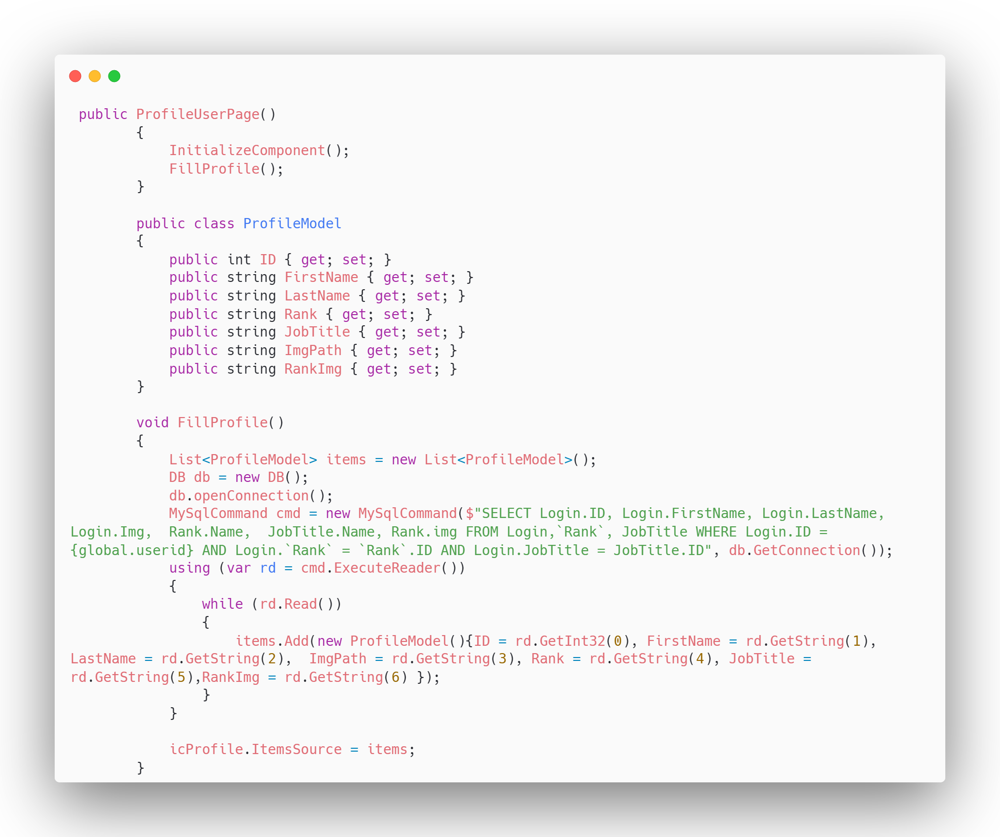 public ProfileUserPage()
{
InitializeComponent();
FillProfile();
}
public class ProfileModel
{
public int ID { get; set; }
public string FirstName { get; set; }
public string LastName { get; set; }
public string Rank { get; set; }
public string JobTitle { get; set; }
public string ImgPath { get; set; }
public string RankImg { get; set; }
}
void FillProfile()
{
List<ProfileModel> items = new List<ProfileModel>();
DB db = new DB();
db.openConnection();
MySqlCommand cmd = new MySqlCommand($"SELECT Login.ID, Login.FirstName, Login.LastName,
Login.Img,  Rank.Name,  JobTitle.Name, Rank.img FROM Login,`Rank`, JobTitle WHERE Login.ID =
{global.userid} AND Login.`Rank` = `Rank`.ID AND Login.JobTitle = JobTitle.ID", db.GetConnection());
using (var rd = cmd.ExecuteReader())
{
while (rd.Read())
{
items.Add(new ProfileModel(){ID = rd.GetInt32(0), FirstName = rd.GetString(1),
LastName = rd.GetString(2),  ImgPath = rd.GetString(3), Rank = rd.GetString(4), JobTitle =
rd.GetString(5),RankImg = rd.GetString(6) });
}
}
icProfile.ItemsSource = items;
}